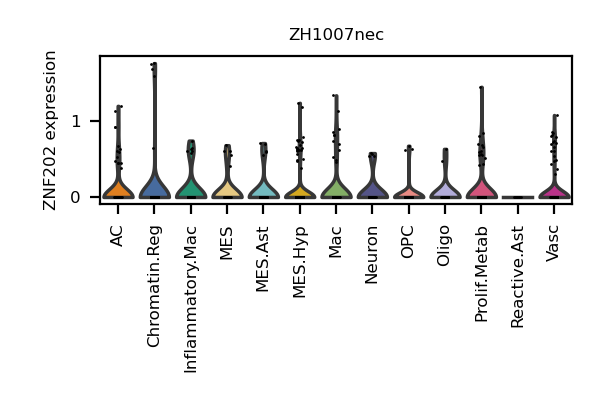 ZH1007nec
ZNF202 expression
1
0
AC
Chromatin.Reg
Inflammatory.Mac
MES
MES.Ast
MES.Hyp
Mac
Neuron
OPC
Oligo
Prolif.Metab
Reactive.Ast
Vasc